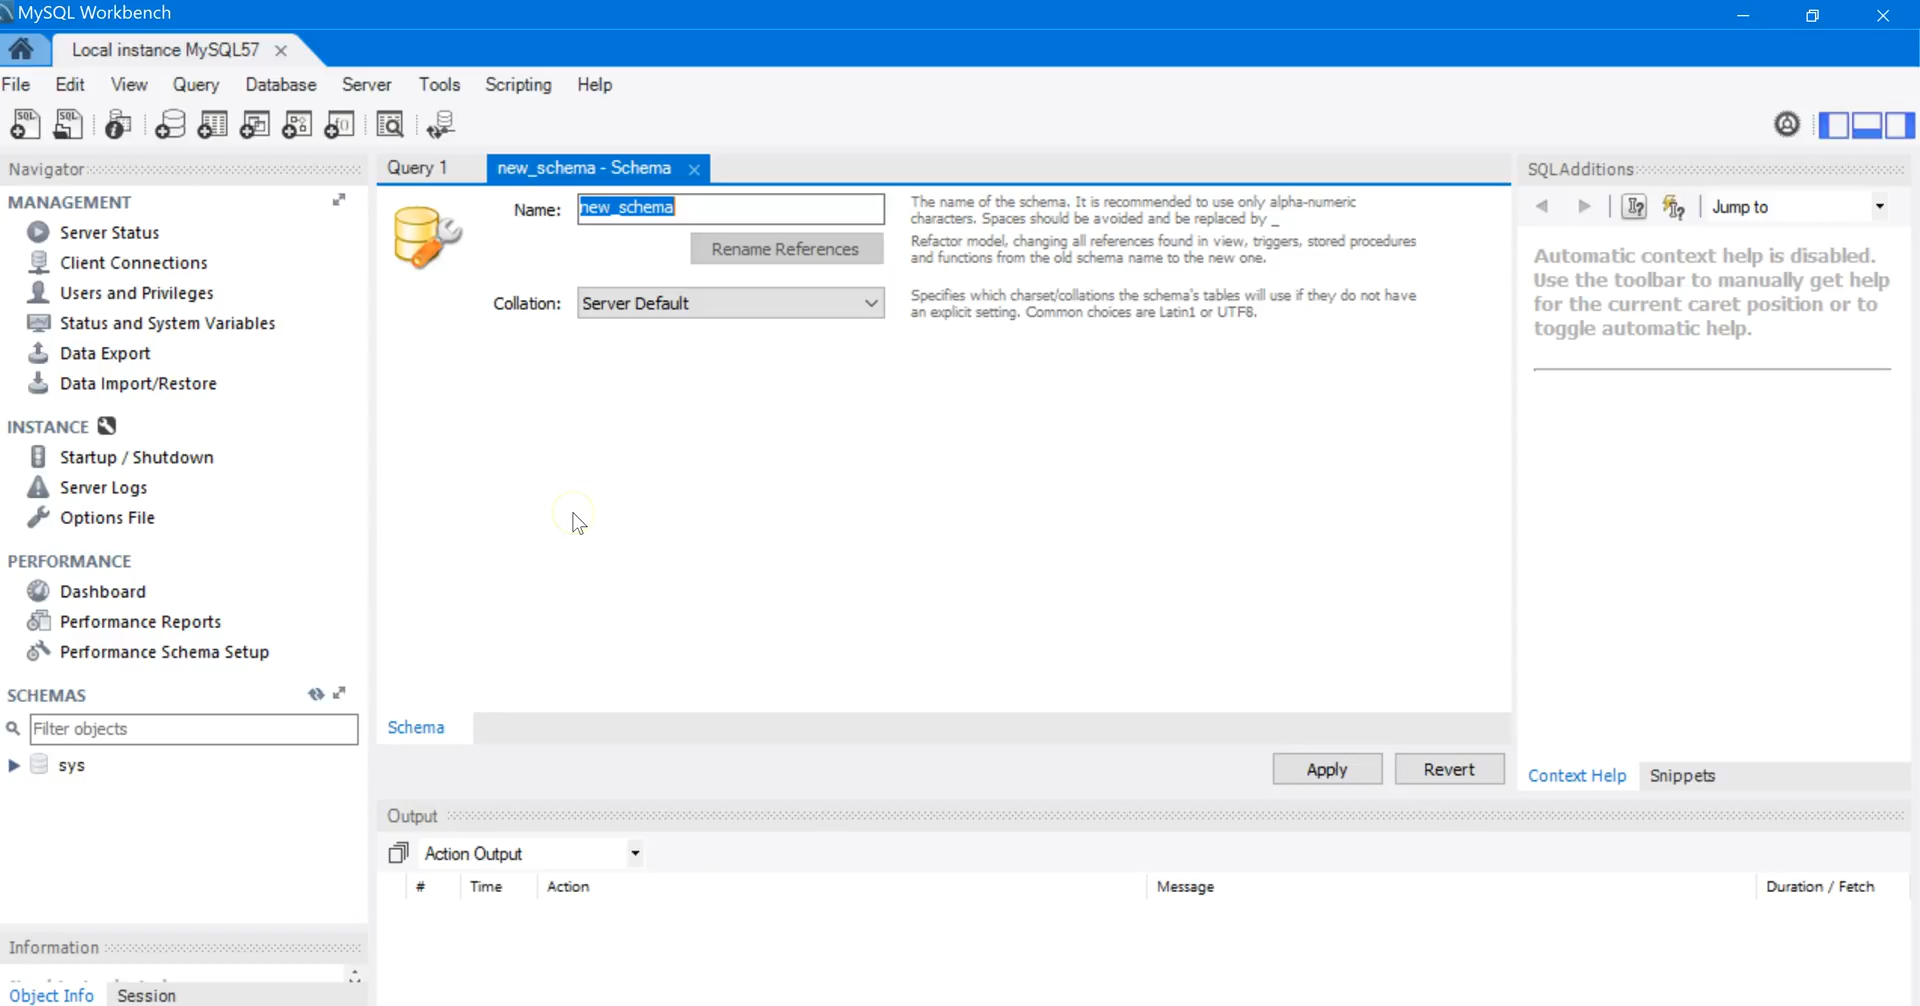 MySQL Workbench
Local instance MySQL57
File Edit View Query Database Server Tools Scripting Help
SQL SQL
Navigator
MANAGEMENT
Server Status
Client Connections
Users and Privileges
Status and System Variables
Data Export
Data Import/Restore
INSTANCE
Startup / Shutdown
Server Logs
Options File
PERFORMANCE
Dashboard
Performance Reports
Performance Schema Setup
SCHEMAS
Filter objects
sys
Information
Object Info Session
Query 1 new_schema - Schema
Name: new_schema
The name of the schema. It is recommended to use only alpha-numeric
characters. Spaces should be avoided and be replaced by _
Rename References
Refactor model, changing all references found in view, triggers, stored procedures
and functions from the old schema name to the new one.
Collation: Server Default
Specifies which charset/collations the schema's tables will use if they do not have
an explicit setting. Common choices are Latin1 or UTF8.
Schema
Apply Revert
Output
Action Output
# Time Action Message Duration / Fetch
SQLAdditions
Jump to
Automatic context help is disabled.
Use the toolbar to manually get help
for the current caret position or to
toggle automatic help.
Context Help Snippets